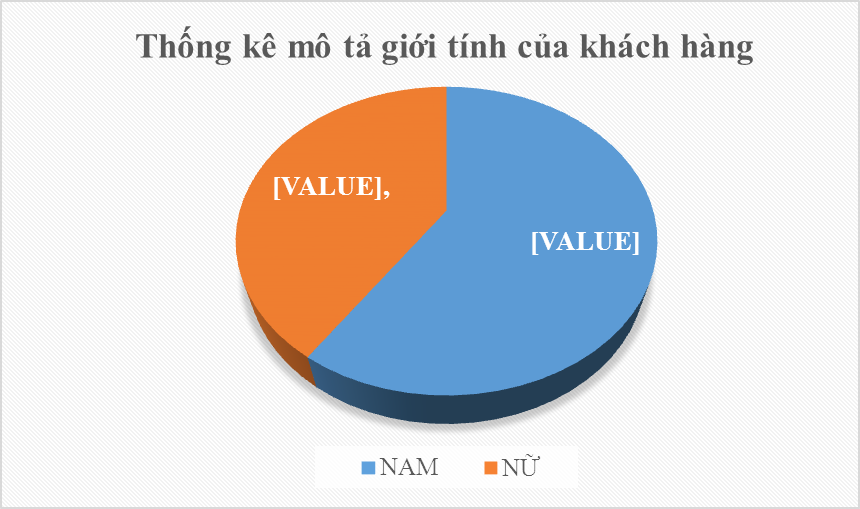 Thống kê mô tả giới tính của khách hàng
[VALUE],
[VALUE]
NAM
NỮ